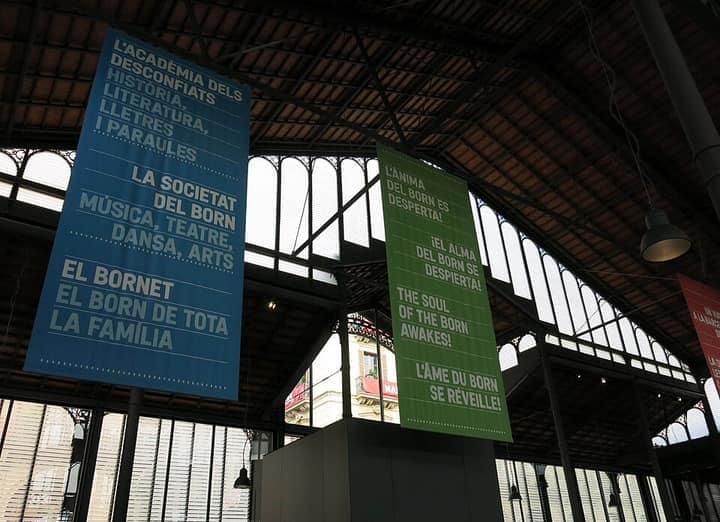 L'ACADÈMIA DELS
DESCONFIATS
HISTÒRIA,
LITERATURA,
LLETRES
I PARAULES
LA SOCIETAT
DEL BORN
MÚSICA, TEATRE,
DANSA, ARTS
EL BORNET
EL BORN DE TOTA
LA FAMÍLIA
L'ÀNIMA
DEL BORN ES
DESPERTA!
¡EL ALMA
DEL BORN SE
DESPIERTA!
THE SOUL
OF THE BORN
AWAKES!
L'ÂME DU BORN
SE RÉVEILLE!